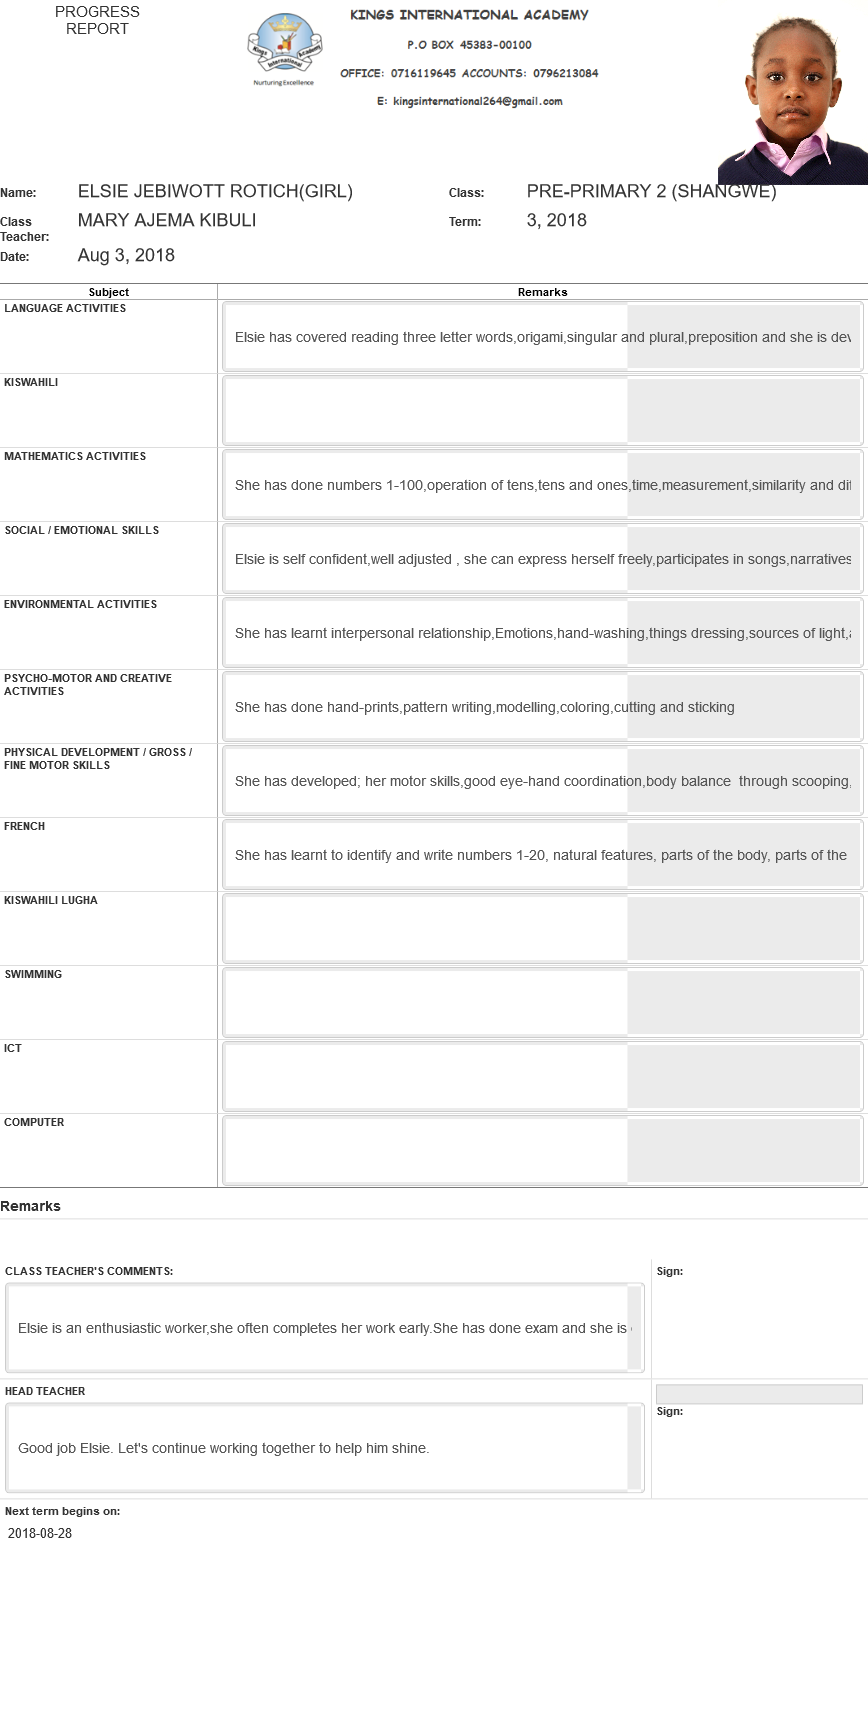 PROGRESS
REPORT
KINGS INTERNATIONAL ACADEMY
P.O BOX 45383-00100
OFFICE: 0716119645 ACCOUNTS: 0796213084
E: kingsinternational264@gmail.com
Kings Academy
International
Nurturing Excellence
Name: ELSIE JEBIWOTT ROTICH(GIRL) Class: PRE-PRIMARY 2 (SHANGWE)
Class Teacher: MARY AJEMA KIBULI Term: 3, 2018
Date: Aug 3, 2018
Subject Remarks
LANGUAGE ACTIVITIES
Elsie has covered reading three letter words,origami,singular and plural,preposition and she is
KISWAHILI
MATHEMATICS ACTIVITIES
She has done numbers 1-100,operation of tens,tens and ones,time,measurement,similarity and
SOCIAL / EMOTIONAL SKILLS
Elsie is self confident,well adjusted , she can express herself freely,participates in songs,narratives
ENVIRONMENTAL ACTIVITIES
She has learnt interpersonal relationship,Emotions,hand-washing,things dressing,sources of light,
PSYCHO-MOTOR AND CREATIVE
ACTIVITIES
She has done hand-prints,pattern writing,modelling,coloring,cutting and sticking
PHYSICAL DEVELOPMENT / GROSS /
FINE MOTOR SKILLS
She has developed; her motor skills,good eye-hand coordination,body balance  through scooping,
FRENCH
She has learnt to identify and write numbers 1-20, natural features, parts of the body, parts of the
KISWAHILI LUGHA
SWIMMING
ICT
COMPUTER
Remarks
CLASS TEACHER'S COMMENTS: Sign:
Elsie is an enthusiastic worker,she often completes her work early.She has done exam and she is
HEAD TEACHER
Sign:
Good job Elsie. Let's continue working together to help him shine.
Next term begins on:
2018-08-28